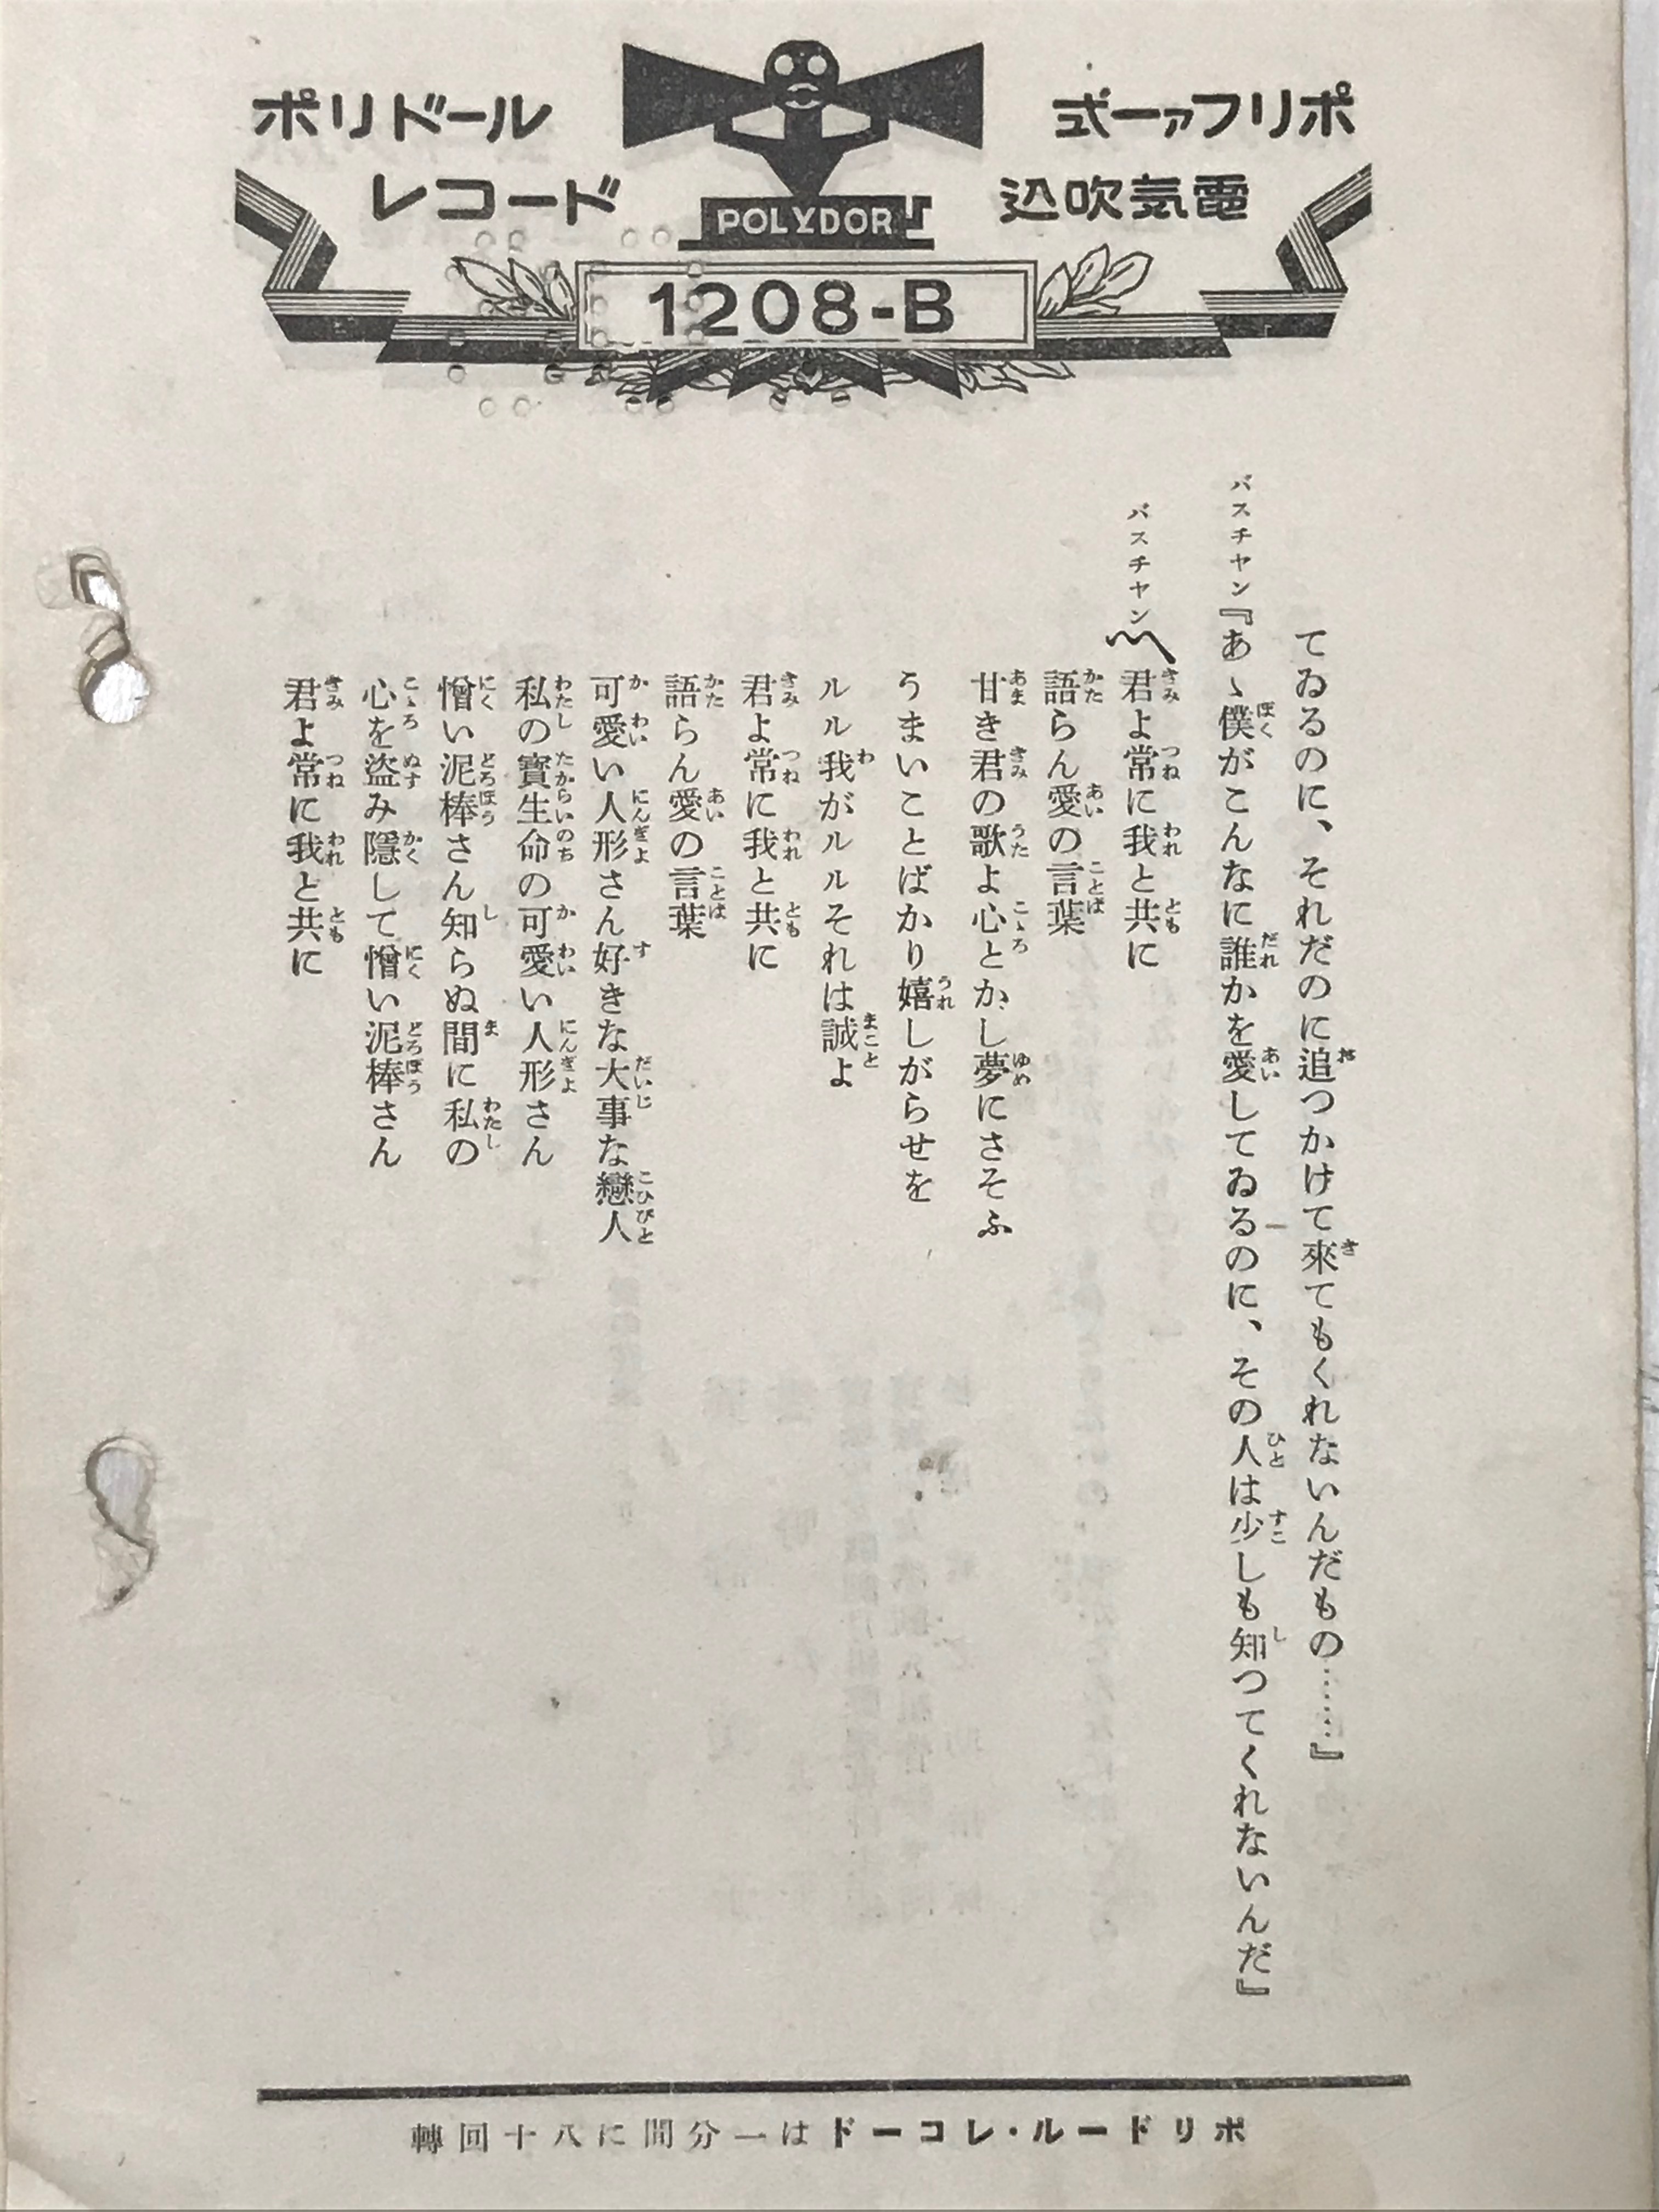 ポリドール
レコード
ポリファー式
電気吹込
POLYDOR
1208-B
てゐるのに、それだのに追つかけて來てもくれないんだもの……』
バスチヤン『あゝ僕がこんなに誰かを愛してゐるのに、その人は少しも知つてくれないんだ』
バスチヤン〽君よ常に我と共に
語らん愛の言葉
甘き君の歌よ心とかし夢にさそふ
うまいことばかり嬉しがらせを
ルル我がルルそれは誠よ
君よ常に我と共に
語らん愛の言葉
可愛い人形さん好きな大事な戀人
私の寳生命の可愛い人形さん
憎い泥棒さん知らぬ間に私の
心を盜み隱して憎い泥棒さん
君よ常に我と共に
ポリドール・レコードは一分間に八十回轉